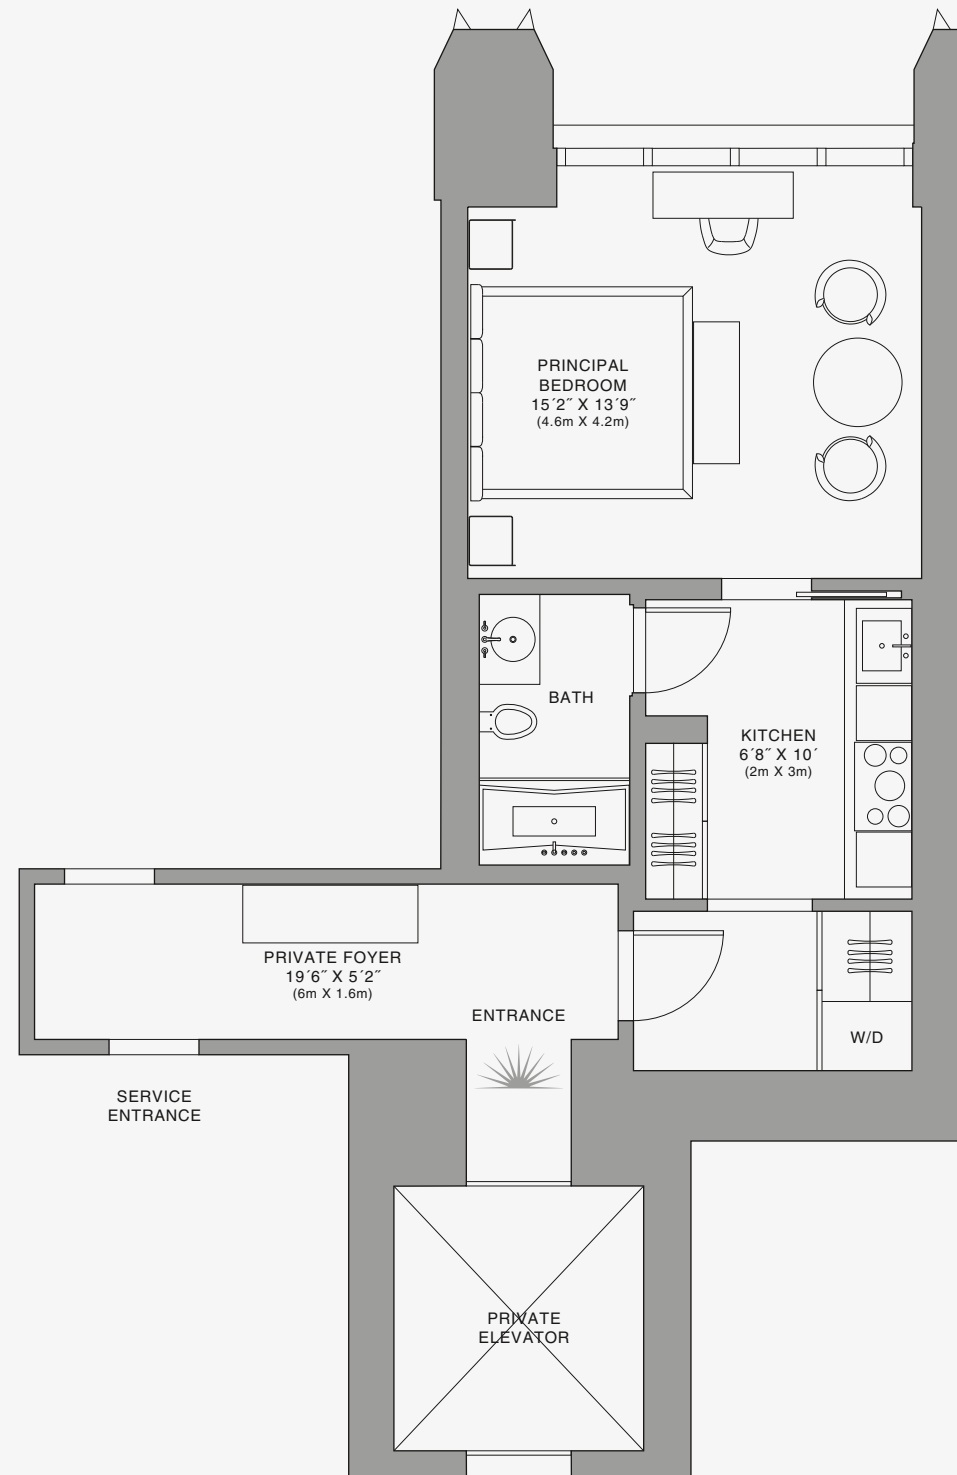 PRINCIPAL
BEDROOM
15´2˝ X 13´9˝
(4.6m X 4.2m)
BATH
KITCHEN
6´8˝ X 10´
(2m X 3m)
PRIVATE FOYER
19´6˝ X 5´2˝
(6m X 1.6m)
ENTRANCE
W/D
SERVICE
ENTRANCE
PRIVATE
ELEVATOR